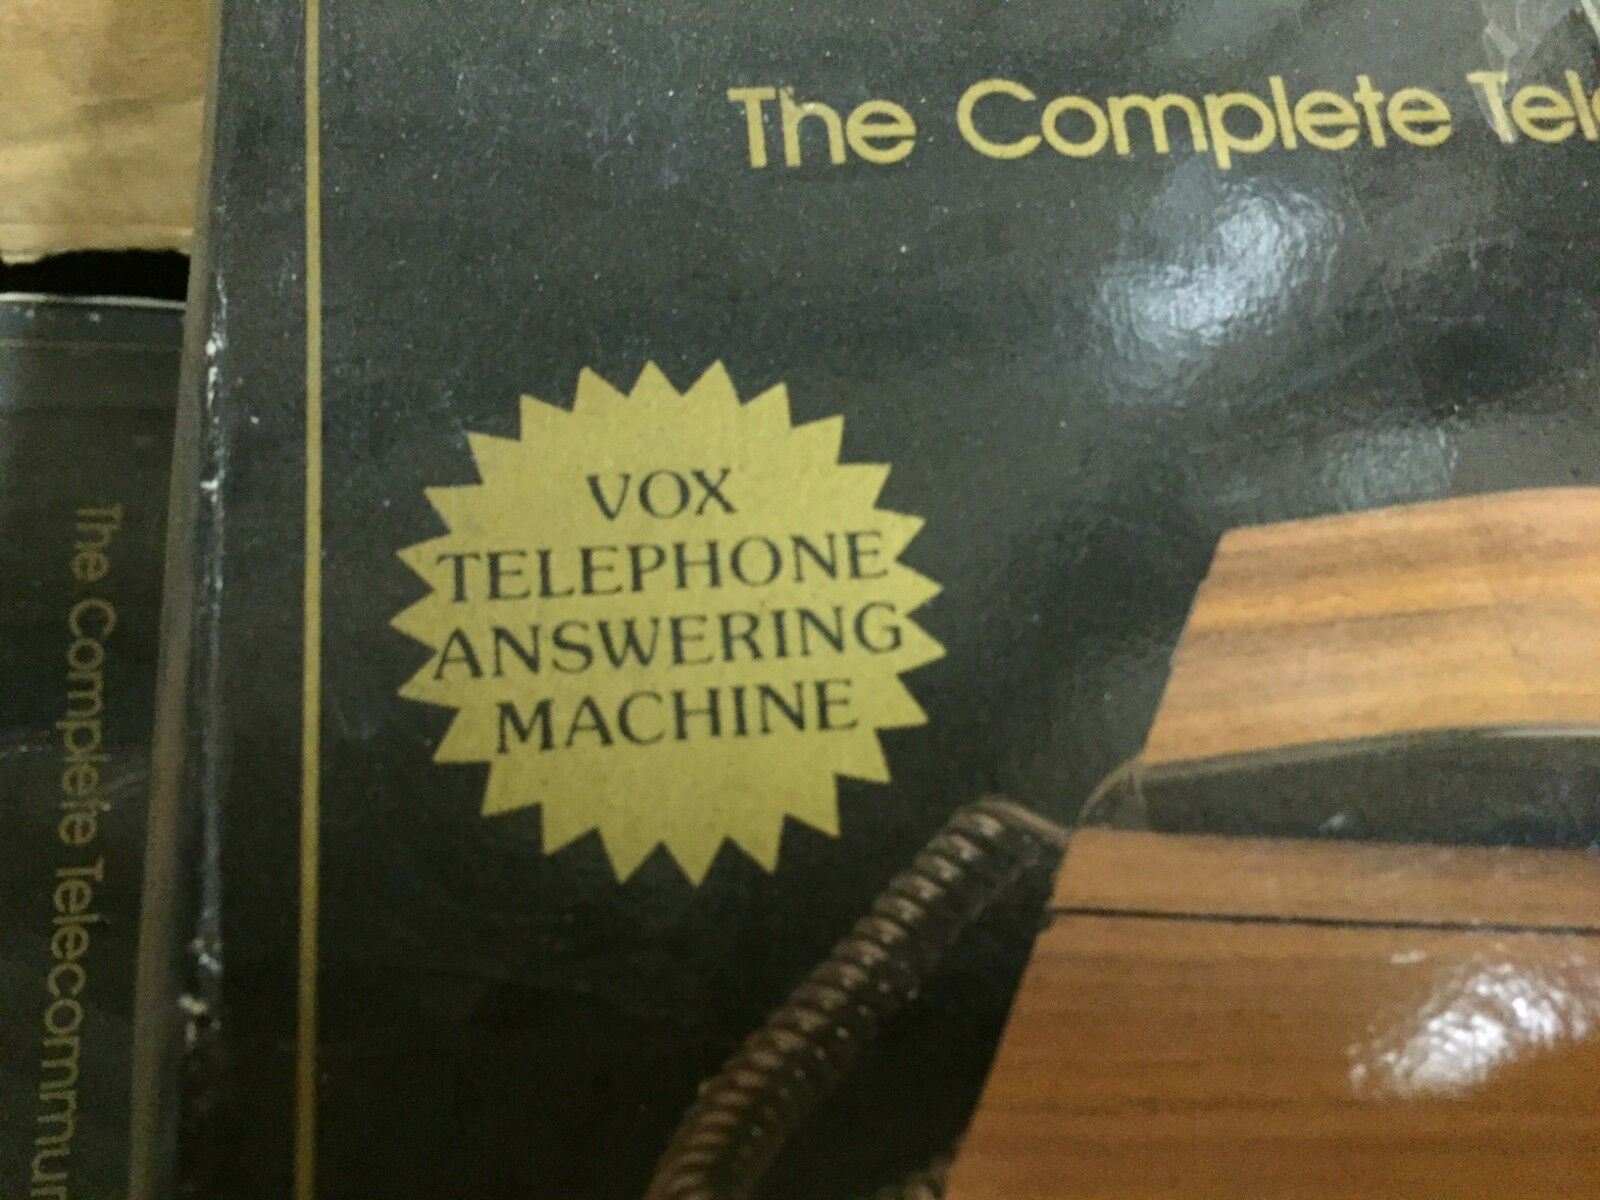 The Complete Tele
VOX
TELEPHONE
ANSWERING
MACHINE
The Complete Telecommun